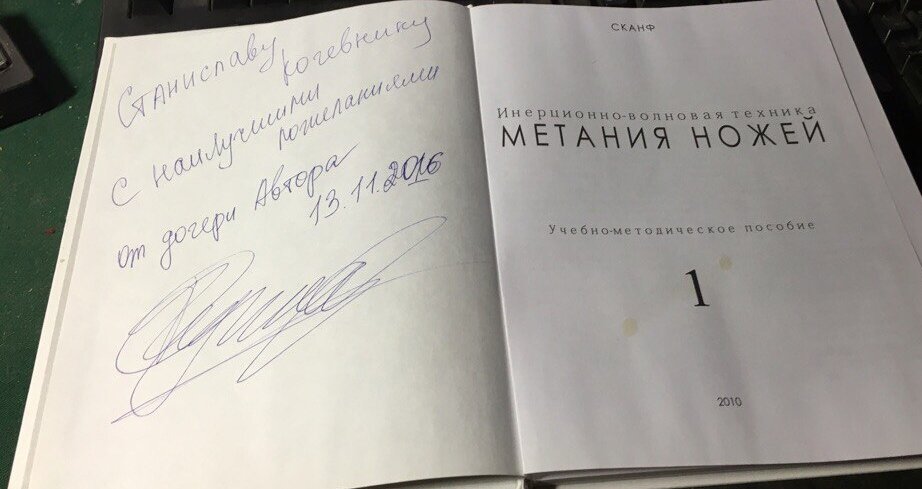 Станиславу
Кочевнику
с наилучшими
пожеланиями
от дочери Автора
13.11.2016
СКАНФ
Инерционно-волновая техника
МЕТАНИЯ НОЖЕЙ
Учебно-методическое пособие
1
2010